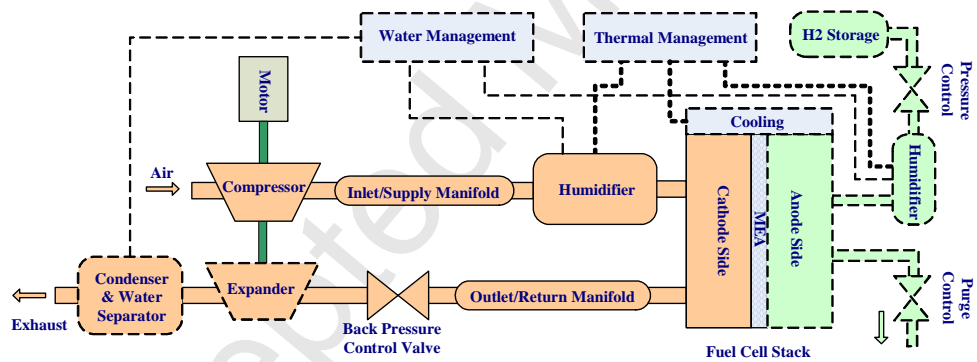 Water Management
Thermal Management
H2 Storage
Pressure
Control
Motor
Cooling
Air
Compressor
Inlet/Supply Manifold
Humidifier
Cathode Side
MEA
Anode Side
Humidifier
Condenser
& Water
Separator
Expander
Outlet/Return Manifold
Purge
Control
Exhaust
Back Pressure
Control Valve
Fuel Cell Stack
epted M